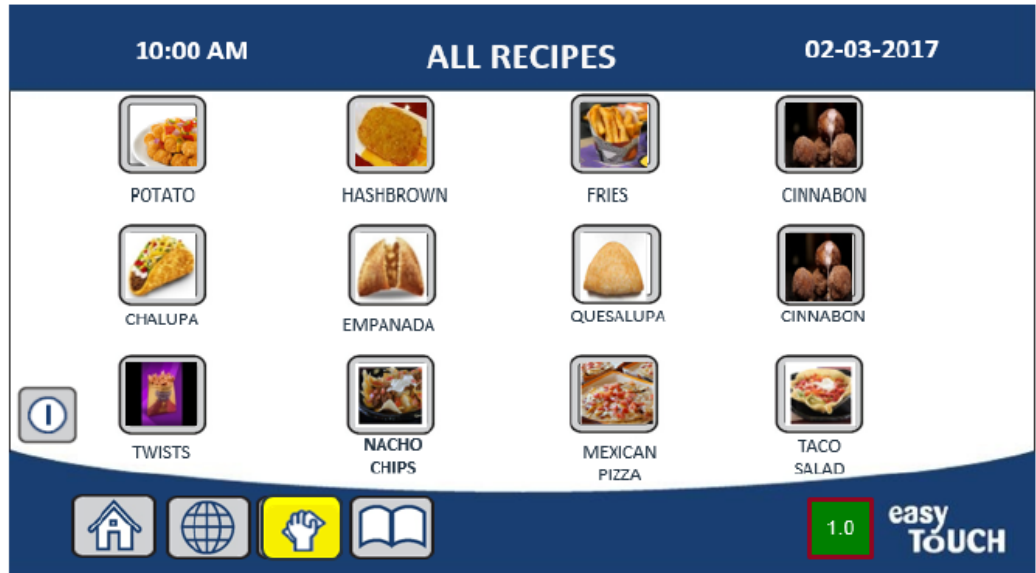 10:00 AM ALL RECIPES 02-03-2017
POTATO HASHBROWN FRIES CINNABON
CHALUPA EMPANADA QUESALUPA CINNABON
TWISTS NACHO CHIPS MEXICAN PIZZA TACO SALAD
1.0 easy TOUCH